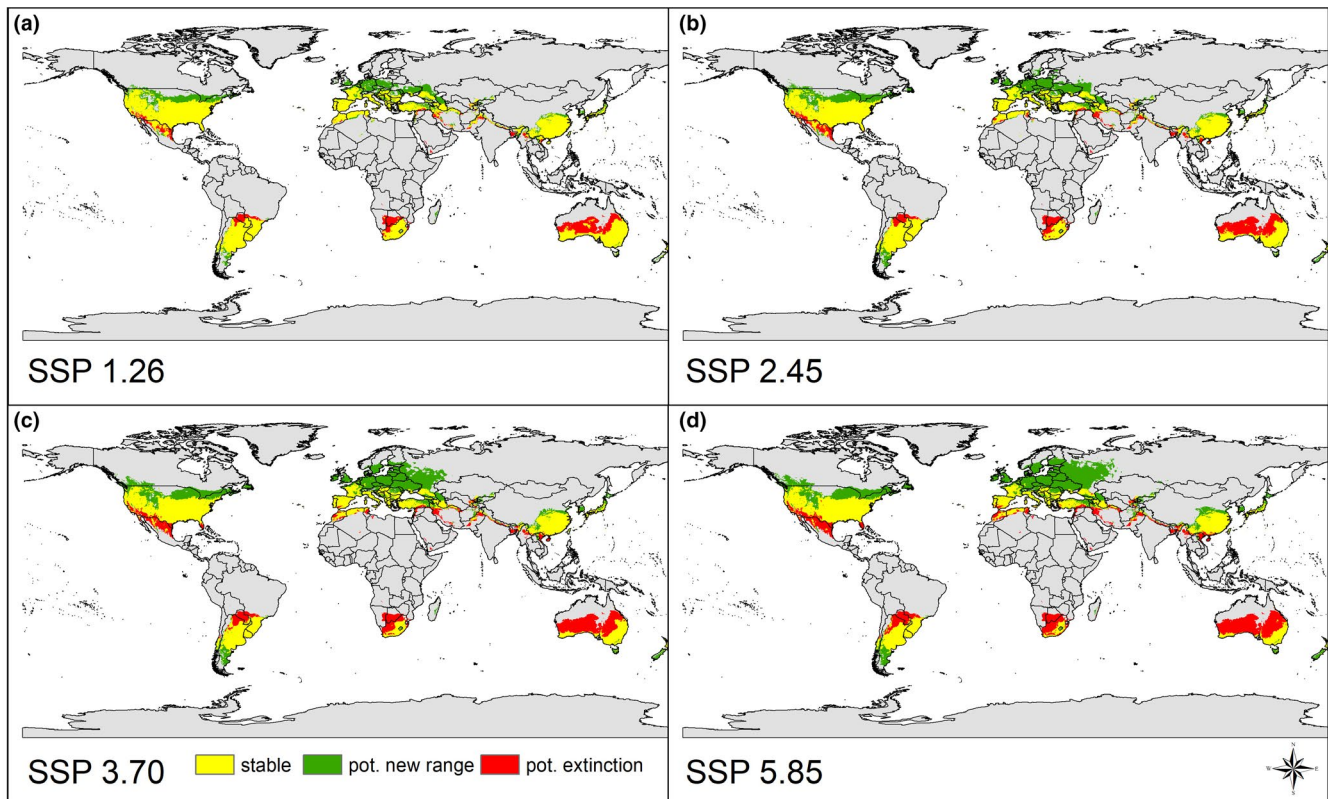 (a)
(b)
SSP 1.26
SSP 2.45
(c)
(d)
SSP 3.70
stable
pot. new range
pot. extinction
SSP 5.85
N
W
E
S